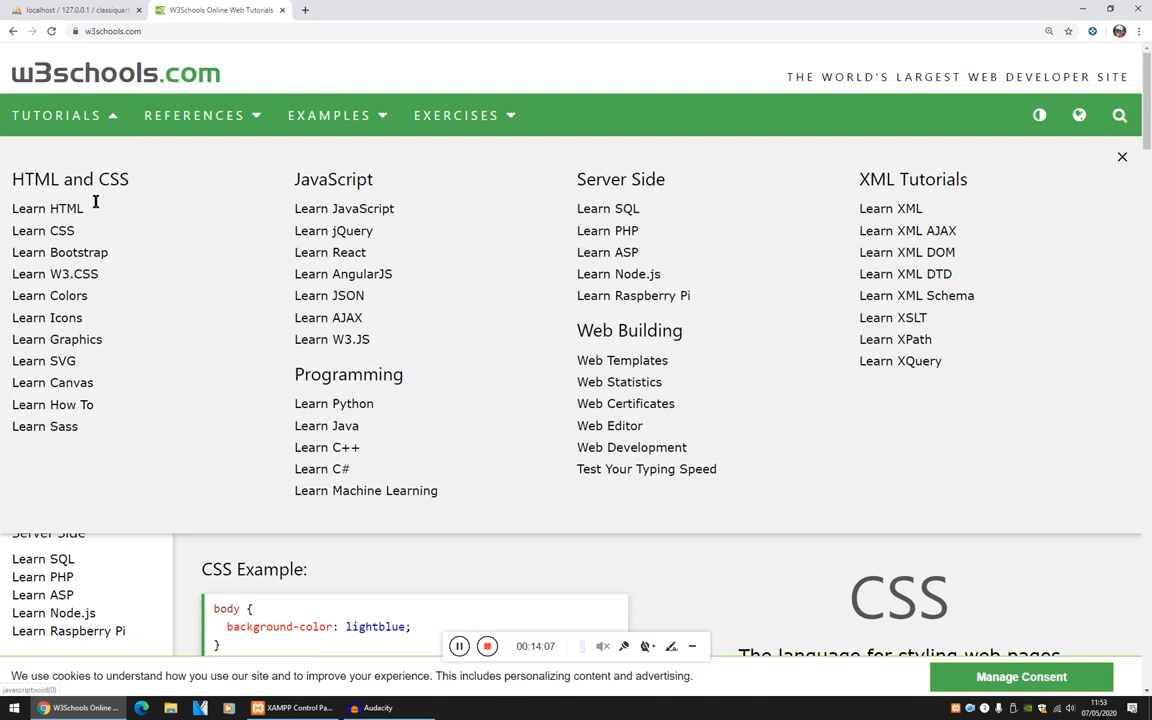 localhost / 127.0.0.1 / classiquart
W3Schools Online Web Tutorials
w3schools.com
w3schools.com
THE WORLD'S LARGEST WEB DEVELOPER SITE
TUTORIALS
REFERENCES
EXAMPLES
EXERCISES
HTML and CSS
Learn HTML
Learn CSS
Learn Bootstrap
Learn W3.CSS
Learn Colors
Learn Icons
Learn Graphics
Learn SVG
Learn Canvas
Learn How To
Learn Sass
JavaScript
Learn JavaScript
Learn jQuery
Learn React
Learn AngularJS
Learn JSON
Learn AJAX
Learn W3.JS
Programming
Learn Python
Learn Java
Learn C++
Learn C#
Learn Machine Learning
Server Side
Learn SQL
Learn PHP
Learn ASP
Learn Node.js
Learn Raspberry Pi
Web Building
Web Templates
Web Statistics
Web Certificates
Web Editor
Web Development
Test Your Typing Speed
XML Tutorials
Learn XML
Learn XML AJAX
Learn XML DOM
Learn XML DTD
Learn XML Schema
Learn XSLT
Learn XPath
Learn XQuery
Server Side
Learn SQL
Learn PHP
Learn ASP
Learn Node.js
Learn Raspberry Pi
CSS Example:
body {
background-color: lightblue;
}
CSS
The language for styling web pages
00:14:07
We use cookies to understand how you use our site and to improve your experience. This includes personalizing content and advertising.
Manage Consent
javascript:void(0)
W3Schools Online ...
XAMPP Control Pa...
Audacity
11:53
07/05/2020